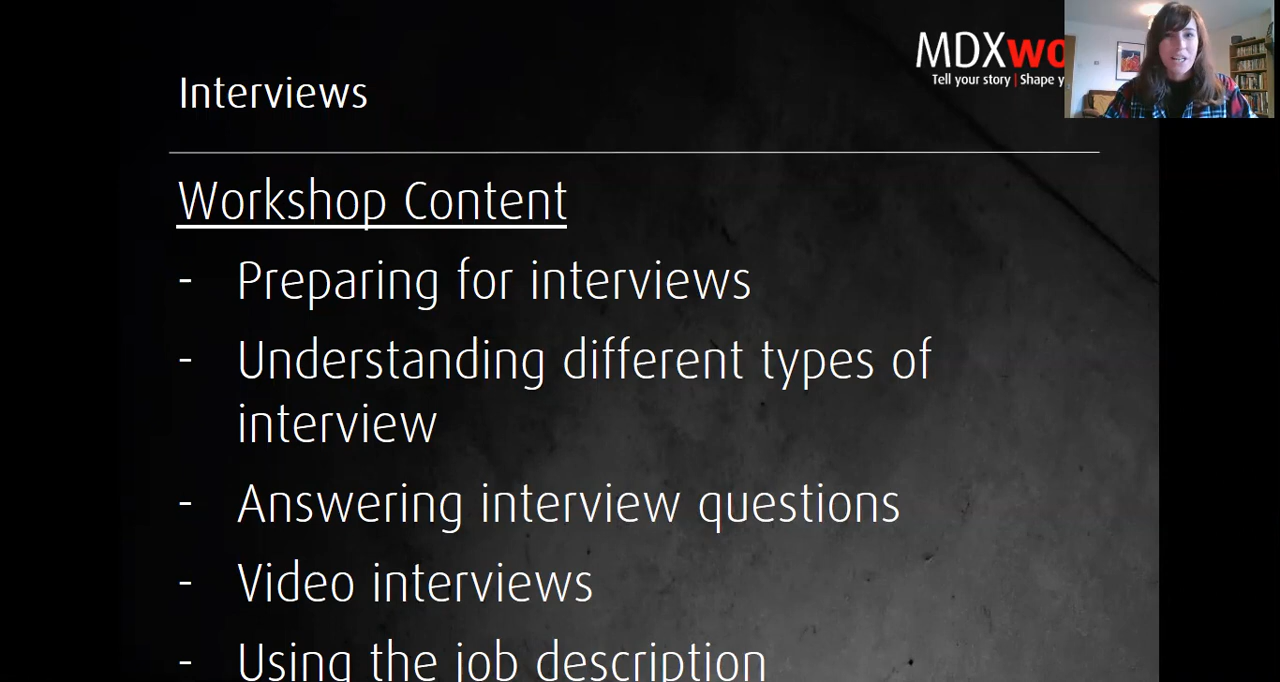 MDXwo
Tell your story | Shape y
Interviews
Workshop Content
- Preparing for interviews
- Understanding different types of
interview
- Answering interview questions
- Video interviews
- Using the job description